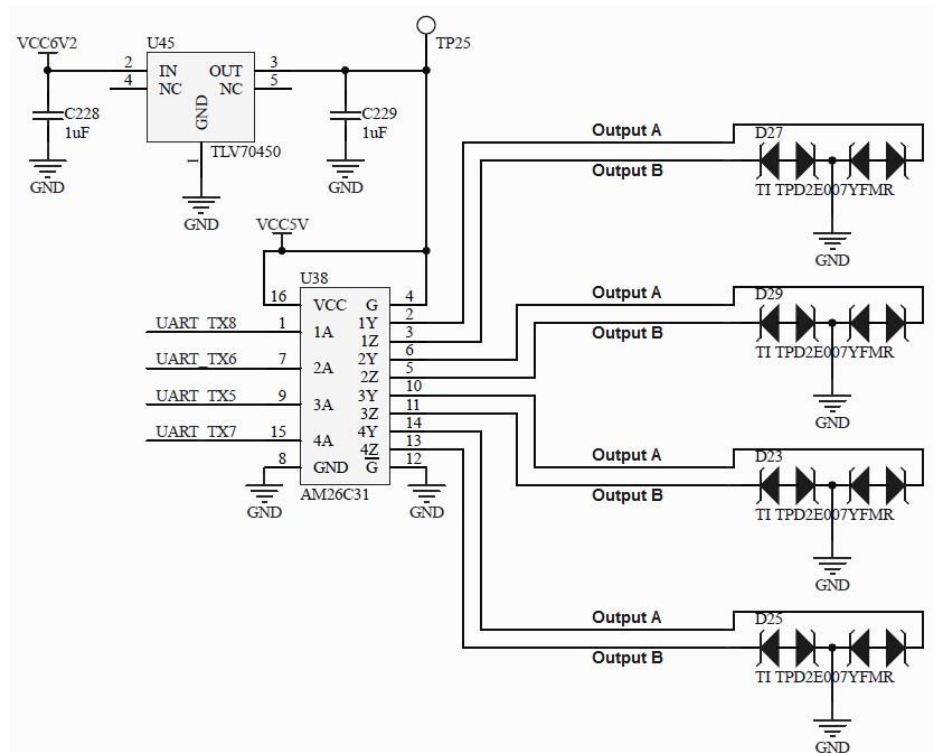 TP25
VCC6V2
U45
2 IN OUT 3
4 NC NC 5
GND
1
TLV70450
C228
1uF
C229
1uF
GND
GND
GND
VCC5V
U38
16 VCC G 4
UART_TX8 1 1A 1Y 2
1Z 3
UART_TX6 7 2A 2Y 6
2Z 5
UART_TX5 9 3A 3Y 10
3Z 11
UART_TX7 15 4A 4Y 14
4Z 13
8 GND G 12
AM26C31
GND
GND
Output A
D27
Output B
TI TPD2E007YFMR
GND
Output A
D29
Output B
TI TPD2E007YFMR
GND
Output A
D23
Output B
TI TPD2E007YFMR
GND
Output A
D25
Output B
TI TPD2E007YFMR
GND